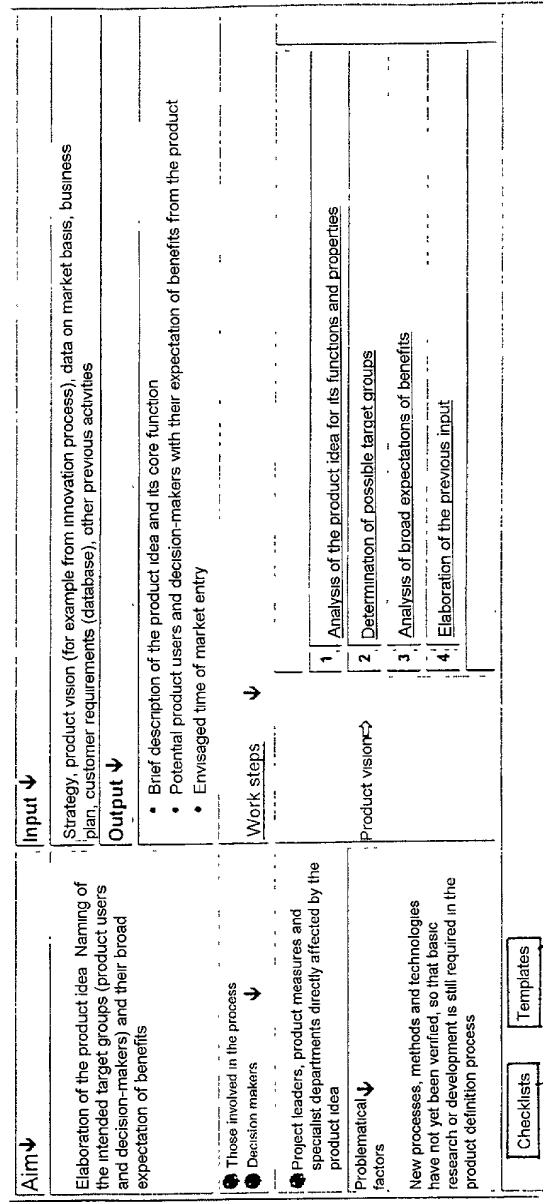 Aim↓
Elaboration of the product idea Naming of
the intended target groups (product users
and decision-makers) and their broad
expectation of benefits
Input ↓
Strategy, product vision (for example from innovation process), data on market basis, business
plan, customer requirements (database), other previous activities
Output ↓
• Brief description of the product idea and its core function
• Potential product users and decision-makers with their expectation of benefits from the product
• Envisaged time of market entry
● Those involved in the process
● Decision makers ↓
Work steps ↓
● Project leaders, product measures and
specialist departments directly affected by the
product idea
Problematical↓
factors
New processes, methods and technologies
have not yet been verified, so that basic
research or development is still required in the
product definition process
Product vision⇨
1 Analysis of the product idea for its functions and properties
2 Determination of possible target groups
3 Analysis of broad expectations of benefits
4 Elaboration of the previous input
Checklists
Templates